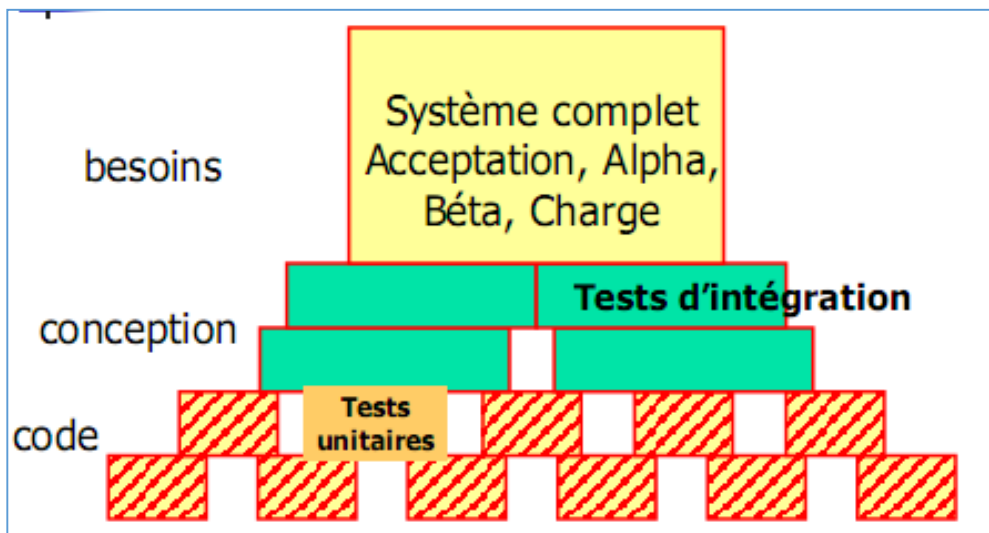 besoins
Système complet
Acceptation, Alpha,
Béta, Charge
conception
Tests d’intégration
code
Tests
unitaires